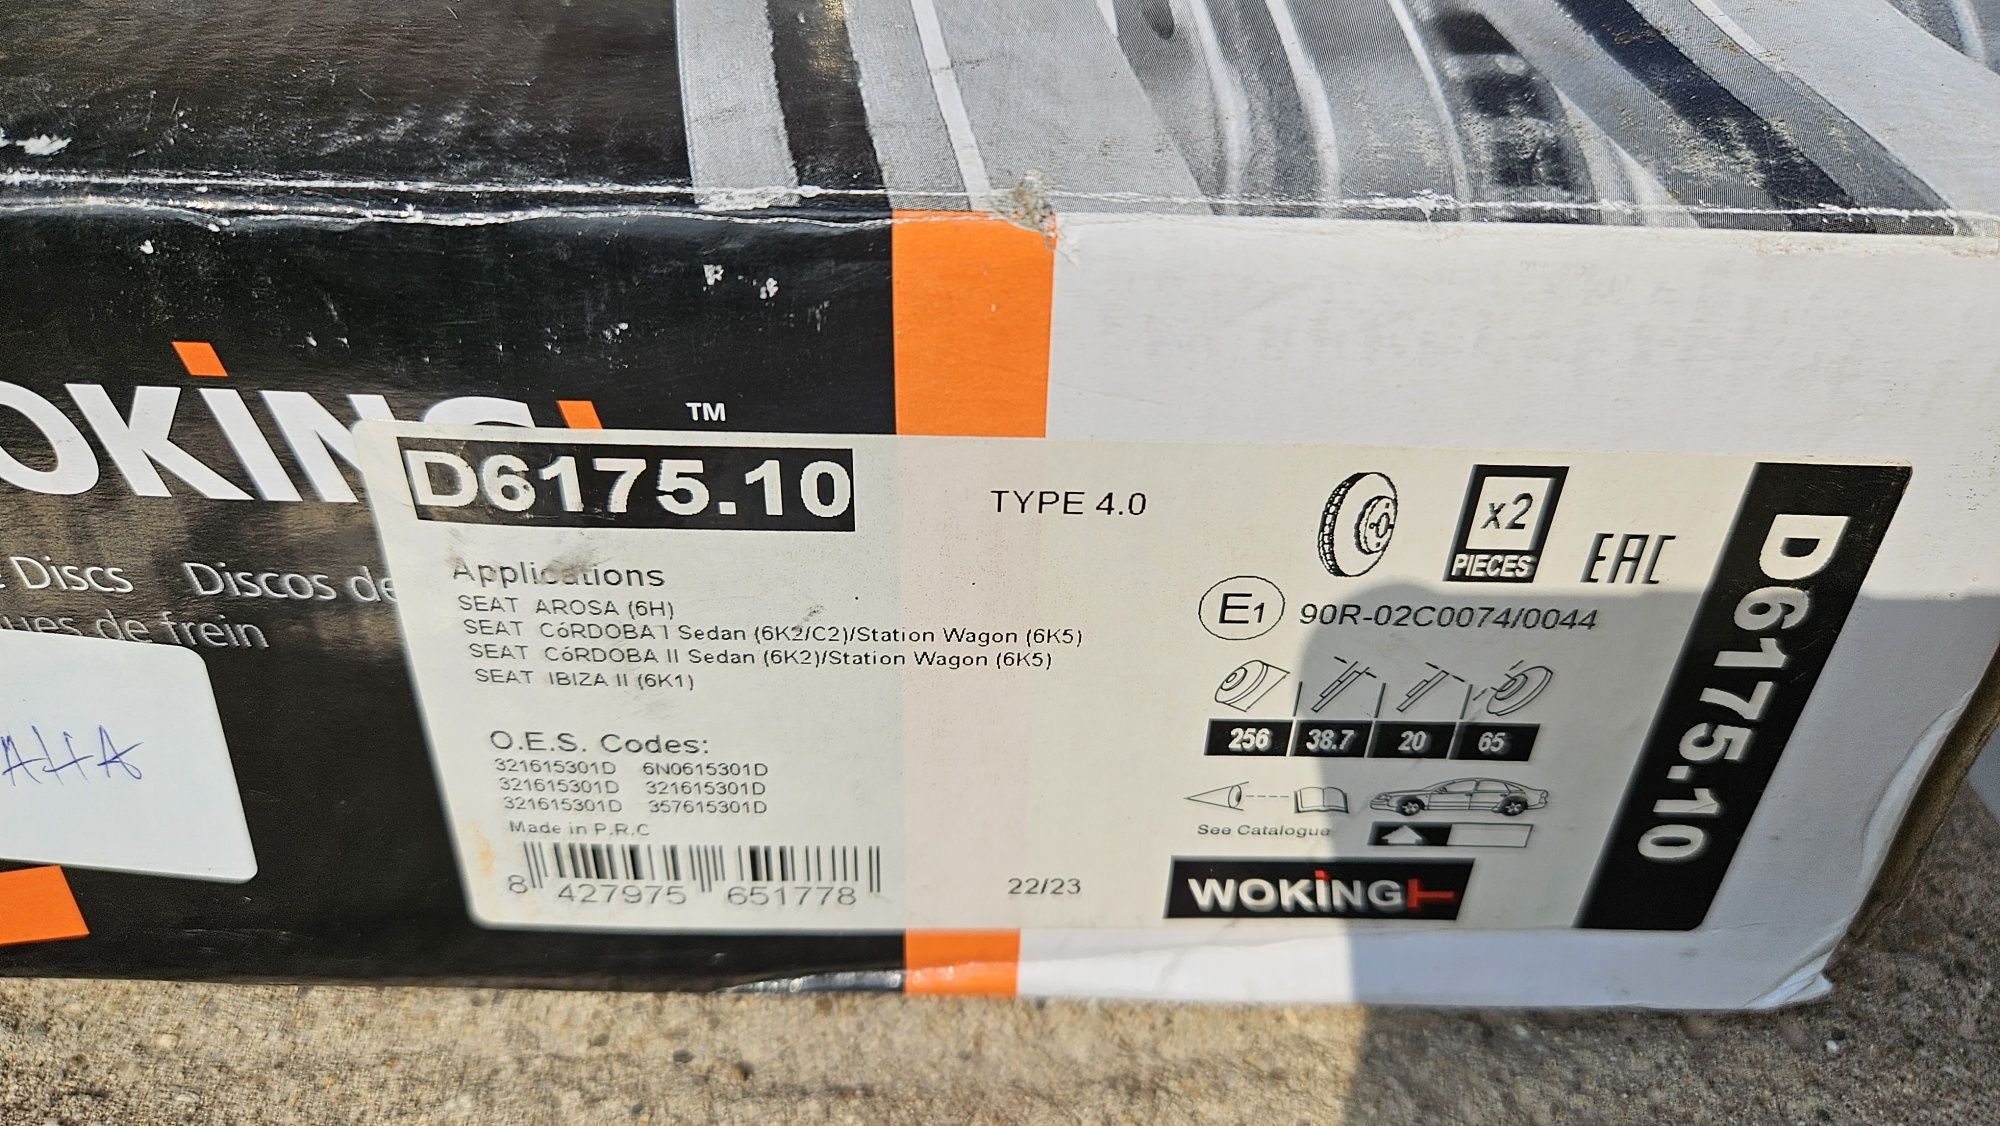 TM
D6175.10
TYPE 4.0
x2
PIECES
EAC
Discs Discos de
de frein
Applications
SEAT AROSA (6H)
SEAT CóRDOBA I Sedan (6K2/C2)/Station Wagon (6K5)
SEAT CóRDOBA II Sedan (6K2)/Station Wagon (6K5)
SEAT IBIZA II (6K1)
E1 90R-02C0074/0044
256 38.7 20 65
O.E.S. Codes:
321615301D 6N0615301D
321615301D 321615301D
321615301D 357615301D
Made in P.R.C
See Catalogue
8 427975 651778
22/23
WOKING
D6175.10